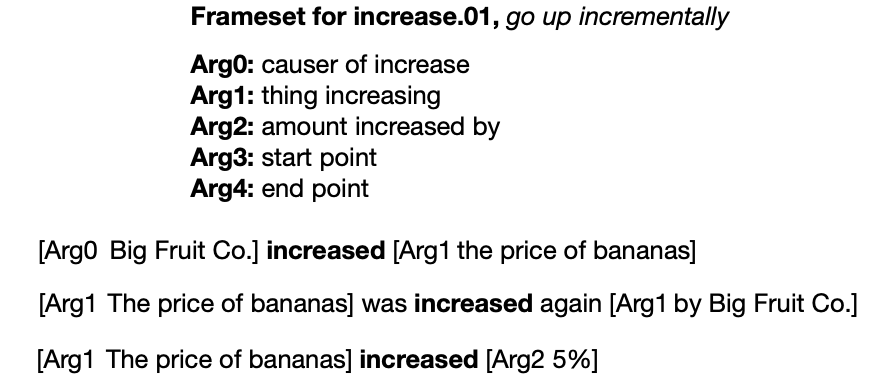 Frameset for increase.01, go up incrementally
Arg0: causer of increase
Arg1: thing increasing
Arg2: amount increased by
Arg3: start point
Arg4: end point
[Arg0 Big Fruit Co.] increased [Arg1 the price of bananas]
[Arg1 The price of bananas] was increased again [Arg1 by Big Fruit Co.]
[Arg1 The price of bananas] increased [Arg2 5%]